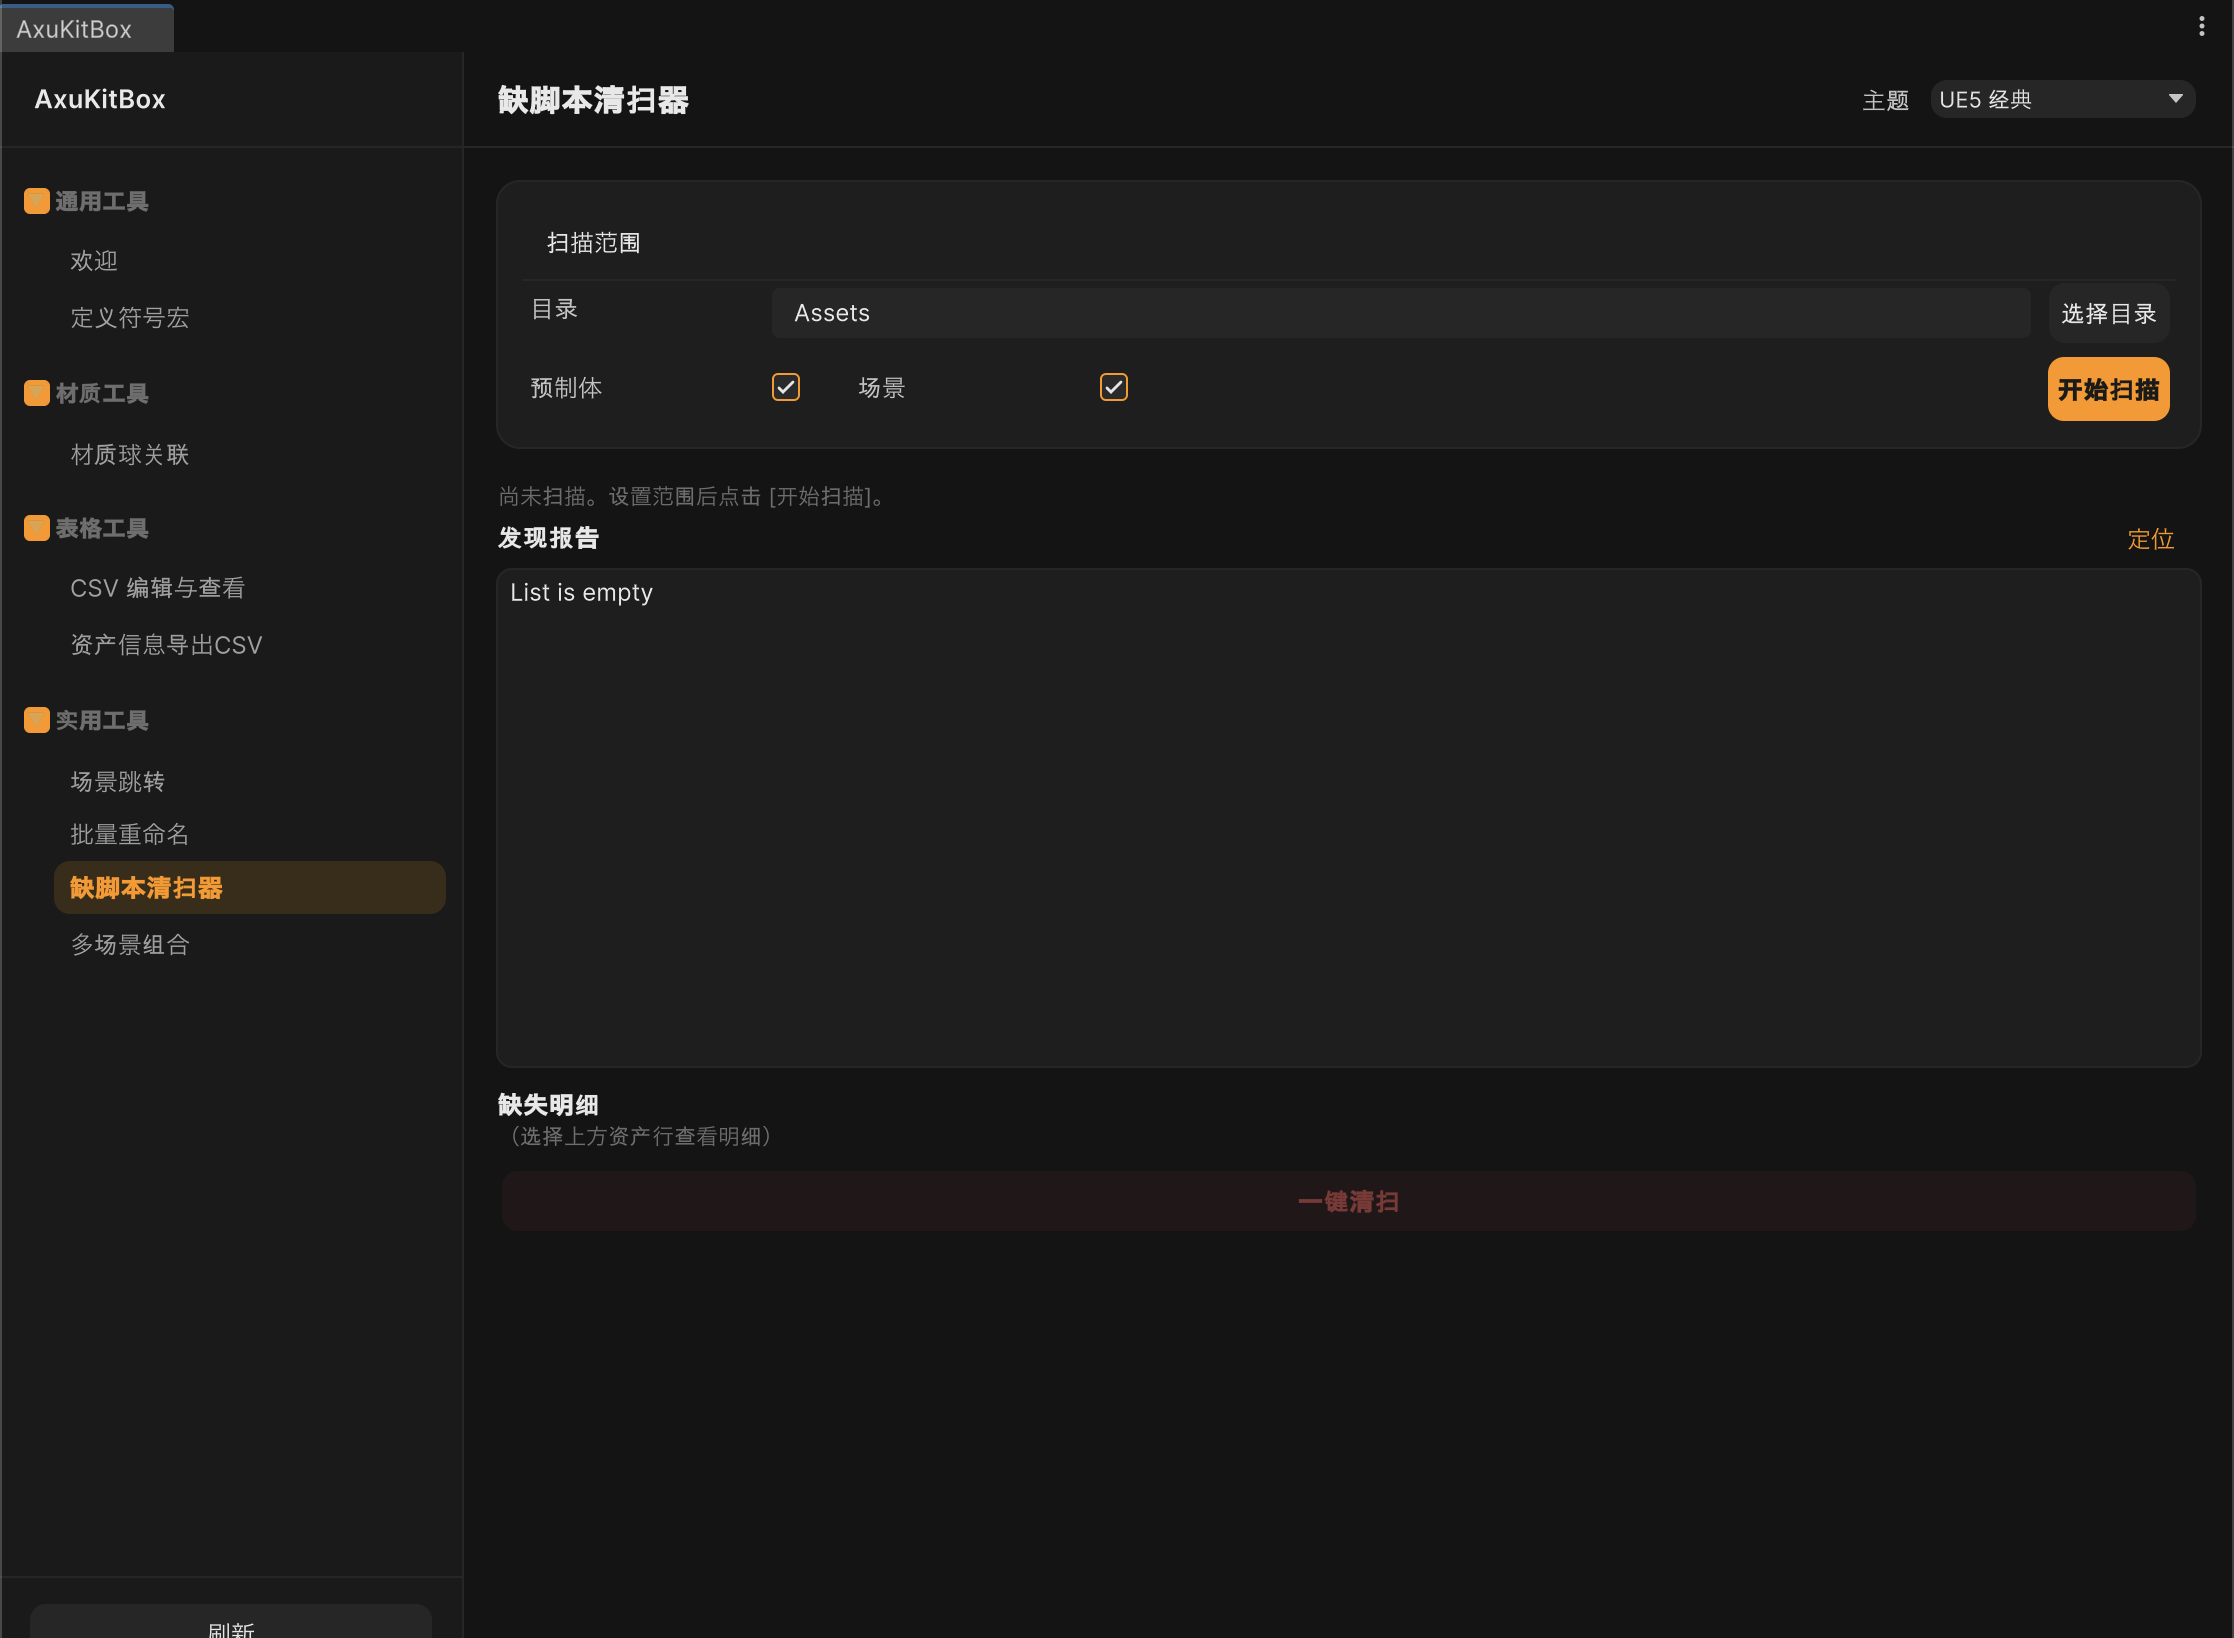 AxuKitBox
AxuKitBox
通用工具
欢迎
定义符号宏
材质工具
材质球关联
表格工具
CSV 编辑与查看
资产信息导出CSV
实用工具
场景跳转
批量重命名
缺脚本清扫器
多场景组合
刷新
缺脚本清扫器
主题 UE5 经典
扫描范围
目录 Assets 选择目录
预制体 场景 开始扫描
尚未扫描。设置范围后点击 [开始扫描]。
发现报告 定位
List is empty
缺失明细
（选择上方资产行查看明细）
一键清扫